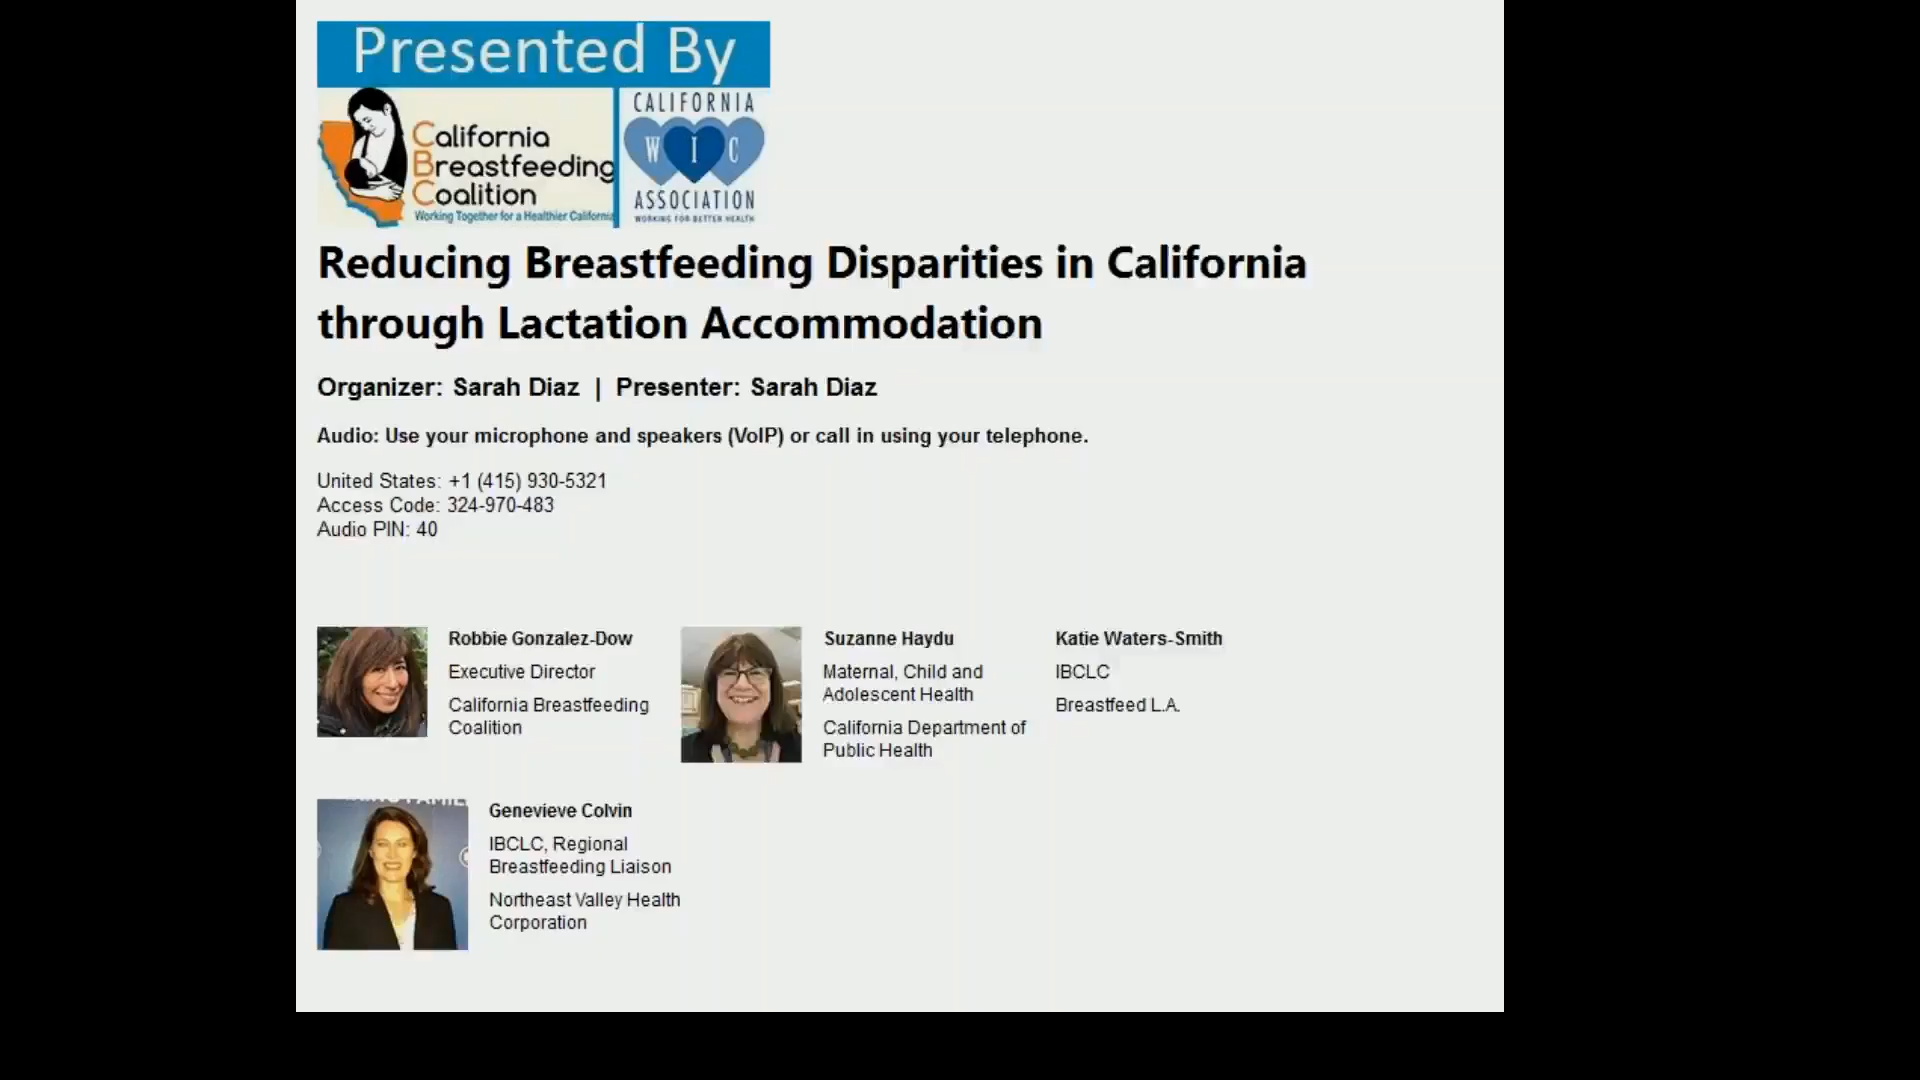 Presented By
California
Breastfeeding
Coalition
Working Together for a Healthier California
CALIFORNIA
W I C
ASSOCIATION
WORKING FOR BETTER HEALTH
Reducing Breastfeeding Disparities in California
through Lactation Accommodation
Organizer: Sarah Diaz | Presenter: Sarah Diaz
Audio: Use your microphone and speakers (VoIP) or call in using your telephone.
United States: +1 (415) 930-5321
Access Code: 324-970-483
Audio PIN: 40
Robbie Gonzalez-Dow
Executive Director
California Breastfeeding
Coalition
Suzanne Haydu
Maternal, Child and
Adolescent Health
California Department of
Public Health
Katie Waters-Smith
IBCLC
Breastfeed L.A.
Genevieve Colvin
IBCLC, Regional
Breastfeeding Liaison
Northeast Valley Health
Corporation